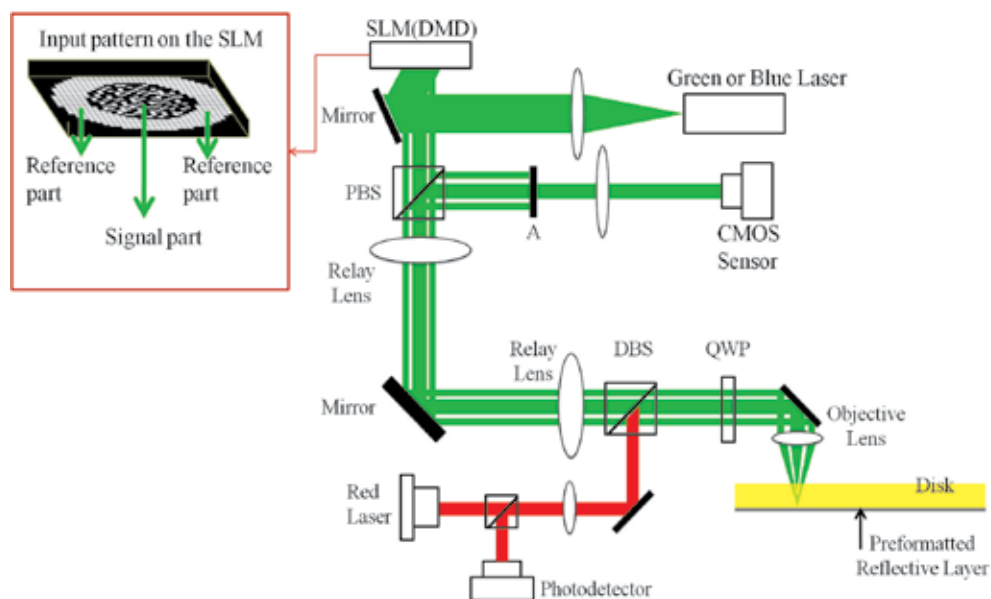 Input pattern on the SLM
Reference
part
Reference
part
Signal part
SLM(DMD)
Green or Blue Laser
Mirror
PBS
A
CMOS
Sensor
Relay
Lens
Relay
Lens
DBS
QWP
Mirror
Objective
Lens
Red
Laser
Disk
Preformatted
Reflective Layer
Photodetector